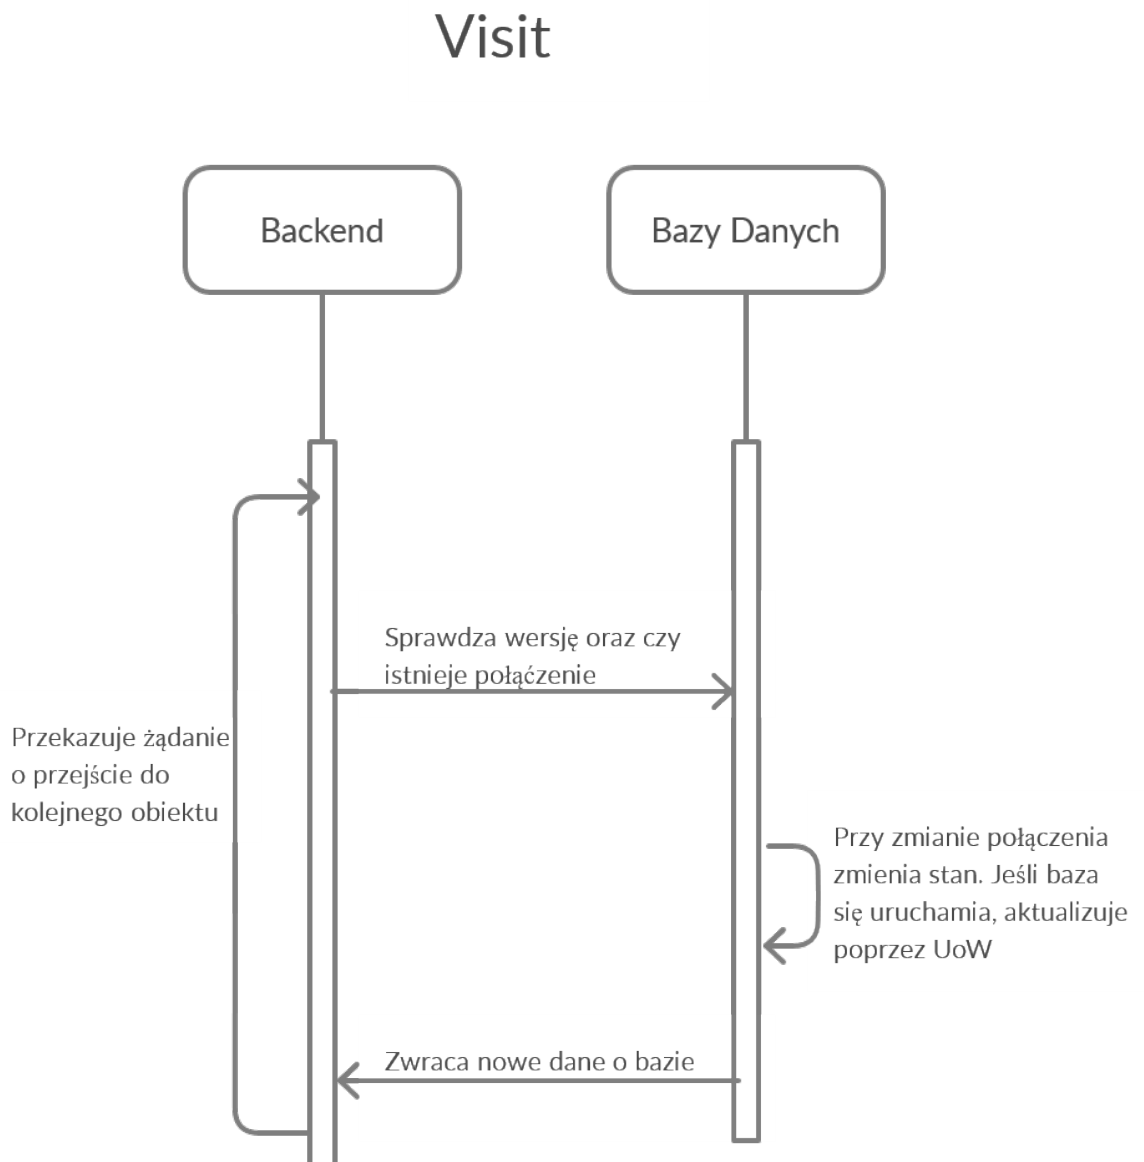 Visit
Backend
Bazy Danych
Sprawdza wersję oraz czy
istnieje połąćzenie
Przekazuje żądanie
o przejście do
kolejnego obiektu
Przy zmianie połączenia
zmienia stan. Jeśli baza
się uruchamia, aktualizuje
poprzez UoW
Zwraca nowe dane o bazie